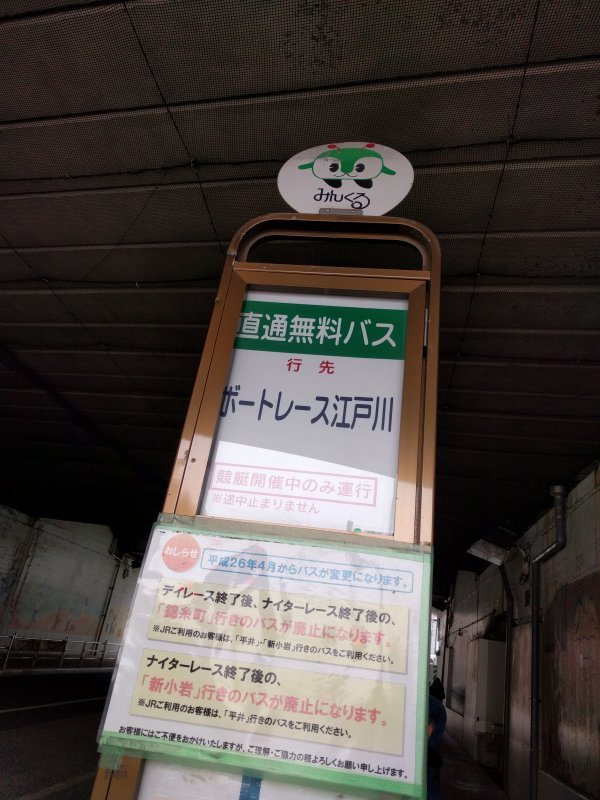 みんくる
直通無料バス
行先
ボートレース江戸川
競艇開催中のみ運行
※途中止まりません
おしらせ
平成26年4月からバスが変更になります。
デイレース終了後、ナイターレース終了後の、
「錦糸町」行きのバスが廃止になります。
※JRご利用のお客様は、「平井」・「新小岩」行きのバスをご利用ください。
ナイターレース終了後の、
「新小岩」行きのバスが廃止になります。
※JRご利用のお客様は、「平井」行きのバスをご利用ください。
お客様にはご不便をおかけいたしますが、ご理解・ご協力の程よろしくお願い申し上げます。